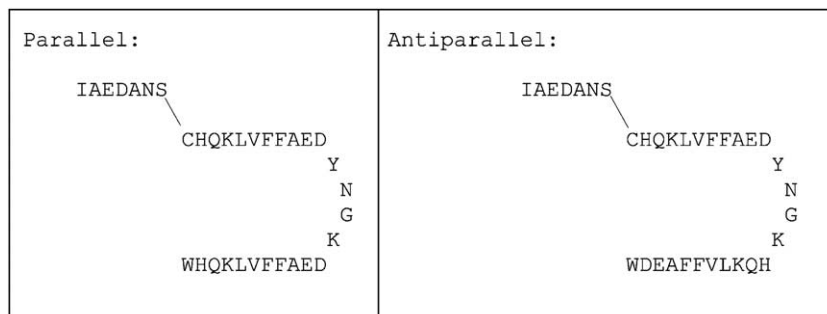 Parallel:
IAEDANS
CHQKLVFFAED
Y
N
G
K
WHQKLVFFAED
Antiparallel:
IAEDANS
CHQKLVFFAED
Y
N
G
K
WDEAFFVLKQH